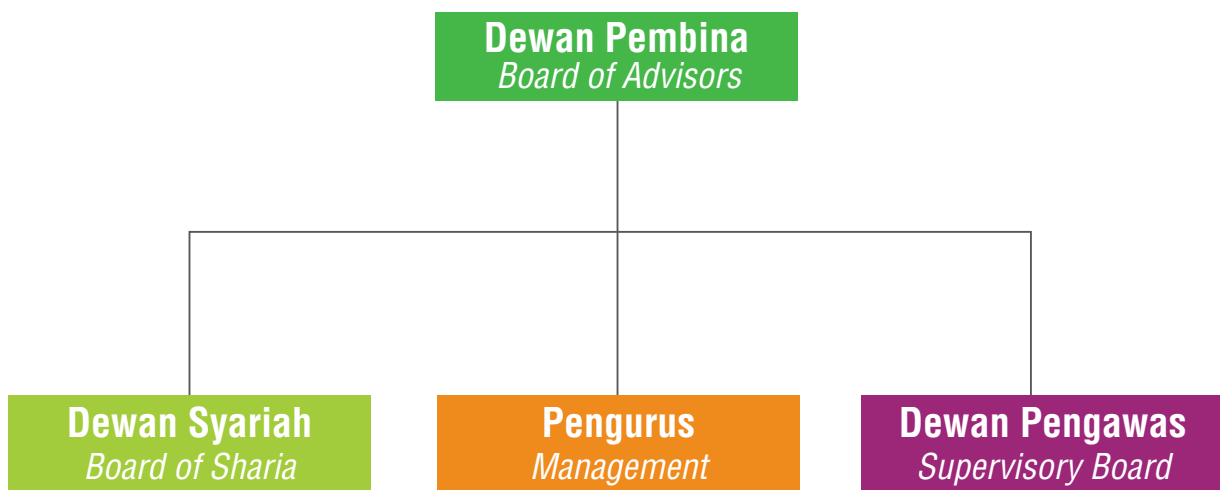 Dewan Pembina
Board of Advisors
Dewan Syariah
Board of Sharia
Pengurus
Management
Dewan Pengawas
Supervisory Board